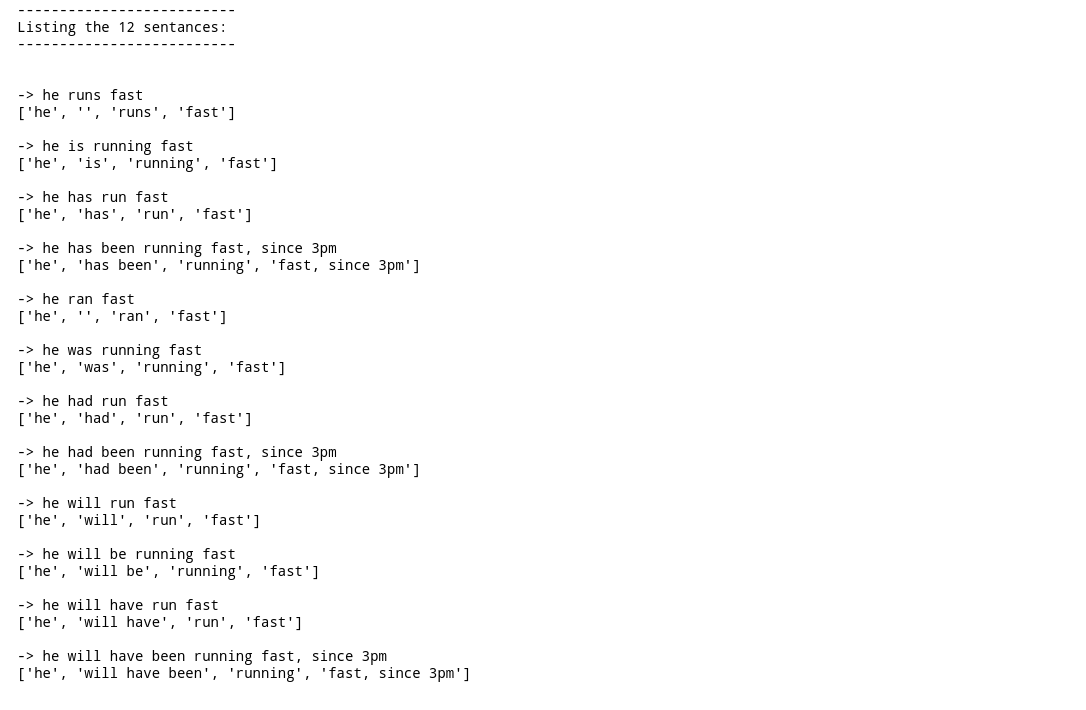 --------------------------
Listing the 12 sentances:
--------------------------
-> he runs fast
['he', '', 'runs', 'fast']
-> he is running fast
['he', 'is', 'running', 'fast']
-> he has run fast
['he', 'has', 'run', 'fast']
-> he has been running fast, since 3pm
['he', 'has been', 'running', 'fast, since 3pm']
-> he ran fast
['he', '', 'ran', 'fast']
-> he was running fast
['he', 'was', 'running', 'fast']
-> he had run fast
['he', 'had', 'run', 'fast']
-> he had been running fast, since 3pm
['he', 'had been', 'running', 'fast, since 3pm']
-> he will run fast
['he', 'will', 'run', 'fast']
-> he will be running fast
['he', 'will be', 'running', 'fast']
-> he will have run fast
['he', 'will have', 'run', 'fast']
-> he will have been running fast, since 3pm
['he', 'will have been', 'running', 'fast, since 3pm']